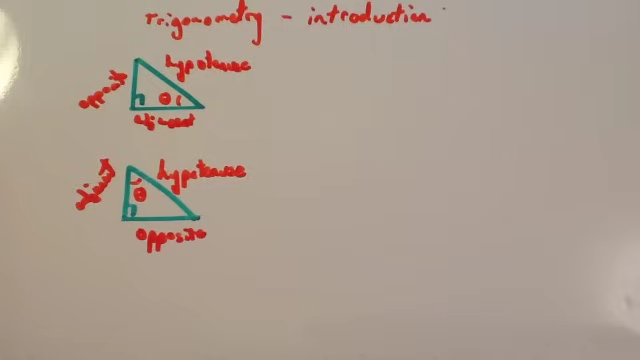 Trigonometry - introduction
hypotenuse
opposite
θ
adjacent
hypotenuse
adjacent
θ
opposite